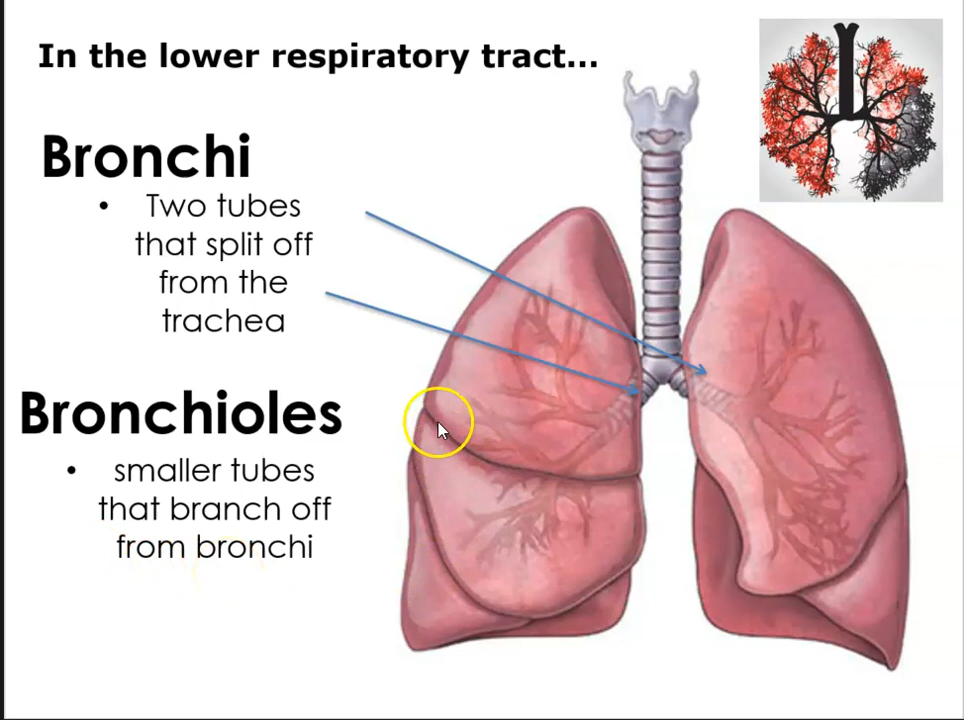 In the lower respiratory tract...
Bronchi
• Two tubes
that split off
from the
trachea
Bronchioles
• smaller tubes
that branch off
from bronchi